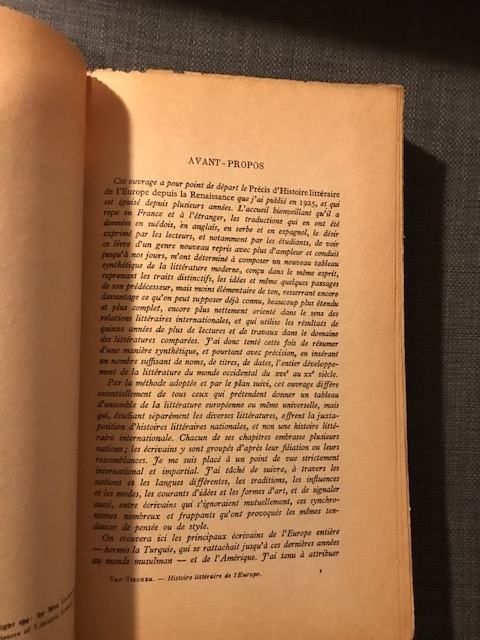 AVANT-PROPOS
Cet ouvrage a pour point de départ le Précis d'Histoire littéraire
de l'Europe depuis la Renaissance que j'ai publié en 1925, et qui
est épuisé depuis plusieurs années. L'accueil bienveillant qu'il a
reçu en France et à l'étranger, les traductions qui en ont été
données en suédois, en anglais, en serbe et en espagnol, le désir
exprimé par les lecteurs, et notamment par les étudiants, de voir
ce livre d'un genre nouveau repris avec plus d'ampleur et conduit
jusqu'à nos jours, m'ont déterminé à composer un nouveau tableau
synthétique de la littérature moderne, conçu dans le même esprit,
reprenant les traits distinctifs, les idées et même quelques passages
de son prédécesseur, mais moins élémentaire de ton, resserrant encore
davantage ce qu'on peut supposer déjà connu, beaucoup plus étendu
et plus complet, encore plus nettement orienté dans le sens des
relations littéraires internationales, et qui utilise les résultats de
quinze années de plus de lectures et de travaux dans le domaine
des littératures comparées. J'ai donc tenté cette fois de résumer
d'une manière synthétique, et pourtant avec précision, en insérant
un nombre suffisant de noms, de titres, de dates, l'entier développe-
ment de la littérature du monde occidental du XVIe au XXe siècle.
Par la méthode adoptée et par le plan suivi, cet ouvrage diffère
essentiellement de tous ceux qui prétendent donner un tableau
d'ensemble de la littérature européenne ou même universelle, mais
qui, étudiant séparément les diverses littératures, offrent la juxta-
position d'histoires littéraires nationales, et non une histoire litté-
raire internationale. Chacun de ses chapitres embrasse plusieurs
nations ; les écrivains y sont groupés d'après leur filiation ou leurs
ressemblances. Je me suis placé à un point de vue strictement
international et impartial. J'ai tâché de suivre, à travers les
nations et les langues différentes, les traditions, les influences
et les modes, les courants d'idées et les formes d'art, et de signaler
aussi, entre écrivains qui s'ignoraient mutuellement, ces synchro-
nismes nombreux et frappants qu'ont provoqués les mêmes ten-
dances de pensée ou de style.
On trouvera ici les principaux écrivains de l'Europe entière
— hormis la Turquie, qui se rattachait jusqu'à ces dernières années
au monde musulman — et de l'Amérique. J'ai tenu à attribuer
VAN TIEGHEM. — Histoire littéraire de l'Europe. 1